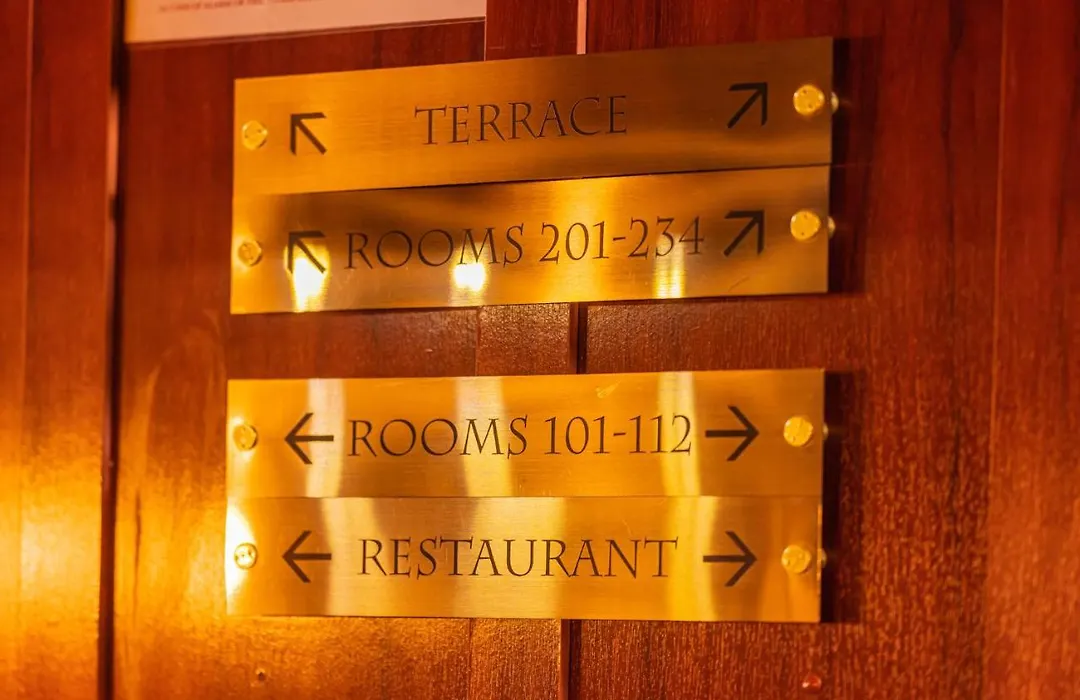 ↖ TERRACE ↗
↖ ROOMS 201-234 ↗
← ROOMS 101-112 →
← RESTAURANT →